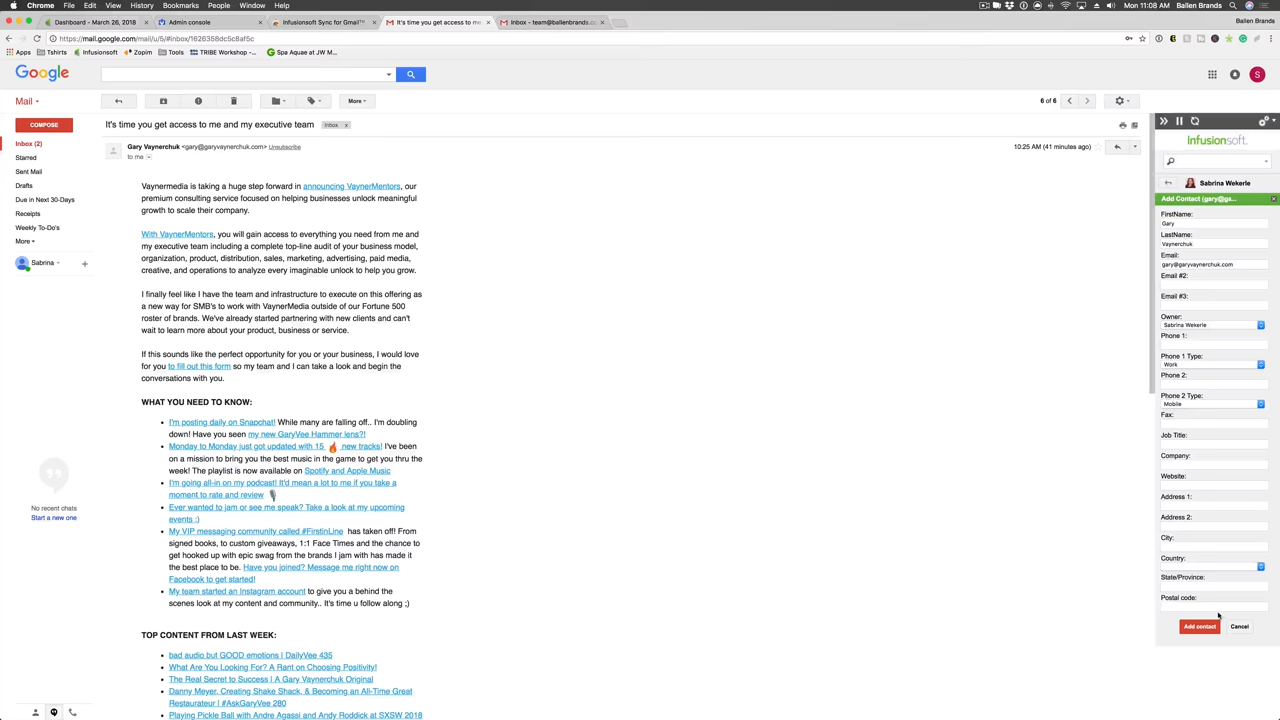 Chrome File Edit View History Bookmarks People Window Help
Mon 11:08 AM Ballen Brands
Dashboard - March 26, 2018
Admin console
Infusionsoft Sync for Gmail™
It's time you get access to me
Inbox - team@ballenbrands.co
Ballen Brands
https://mail.google.com/mail/u/5/#inbox/1626358dc5c8af5c
Apps Tshirts Infusionsoft Zopim Tools TRIBE Workshop -... Spa Aquae at JW M...
Google
S
Mail
More
6 of 6
COMPOSE
Inbox (2)
Starred
Sent Mail
Drafts
Due in Next 30-Days
Receipts
Weekly To-Do's
More
Sabrina
No recent chats
Start a new one
It's time you get access to me and my executive team Inbox x
Gary Vaynerchuk <gary@garyvaynerchuk.com> Unsubscribe
10:25 AM (41 minutes ago)
to me
Vaynermedia is taking a huge step forward in announcing VaynerMentors, our
premium consulting service focused on helping businesses unlock meaningful
growth to scale their company.
With VaynerMentors, you will gain access to everything you need from me and
my executive team including a complete top-line audit of your business model,
organization, product, distribution, sales, marketing, advertising, paid media,
creative, and operations to analyze every imaginable unlock to help you grow.
I finally feel like I have the team and infrastructure to execute on this offering as
a new way for SMB's to work with VaynerMedia outside of our Fortune 500
roster of brands. We've already started partnering with new clients and can't
wait to learn more about your product, business or service.
If this sounds like the perfect opportunity for you or your business, I would love
for you to fill out this form so my team and I can take a look and begin the
conversations with you.
WHAT YOU NEED TO KNOW:
• I'm posting daily on Snapchat! While many are falling off.. I'm doubling
down! Have you seen my new GaryVee Hammer lens?!
• Monday to Monday just got updated with 15 🔥 new tracks! I've been
on a mission to bring you the best music in the game to get you thru the
week! The playlist is now available on Spotify and Apple Music
• I'm going all-in on my podcast! It'd mean a lot to me if you take a
moment to rate and review
• Ever wanted to jam or see me speak? Take a look at my upcoming
events ;)
• My VIP messaging community called #FirstInLine has taken off! From
signed books, to custom giveaways, 1:1 Face Times and the chance to
get hooked up with epic swag from the brands I jam with has made it
the best place to be. Have you joined? Message me right now on
Facebook to get started!
• My team started an Instagram account to give you a behind the
scenes look at my content and community.. It's time u follow along ;)
TOP CONTENT FROM LAST WEEK:
• bad audio but GOOD emotions | DailyVee 435
• What Are You Looking For? A Rant on Choosing Positivity!
• The Real Secret to Success | A Gary Vaynerchuk Original
• Danny Meyer, Creating Shake Shack, & Becoming an All-Time Great
Restaurateur | #AskGaryVee 280
• Playing Pickle Ball with Andre Agassi and Andy Roddick at SXSW 2018
Infusionsoft.
Sabrina Wekerle
Add Contact (gary@ga...
FirstName:
Gary
LastName:
Vaynerchuk
Email:
gary@garyvaynerchuk.com
Email #2:
Email #3:
Owner:
Sabrina Wekerle
Phone 1:
Phone 1 Type:
Work
Phone 2:
Phone 2 Type:
Mobile
Fax:
Job Title:
Company:
Website:
Address 1:
Address 2:
City:
Country:
State/Province:
Postal code:
Add contact Cancel